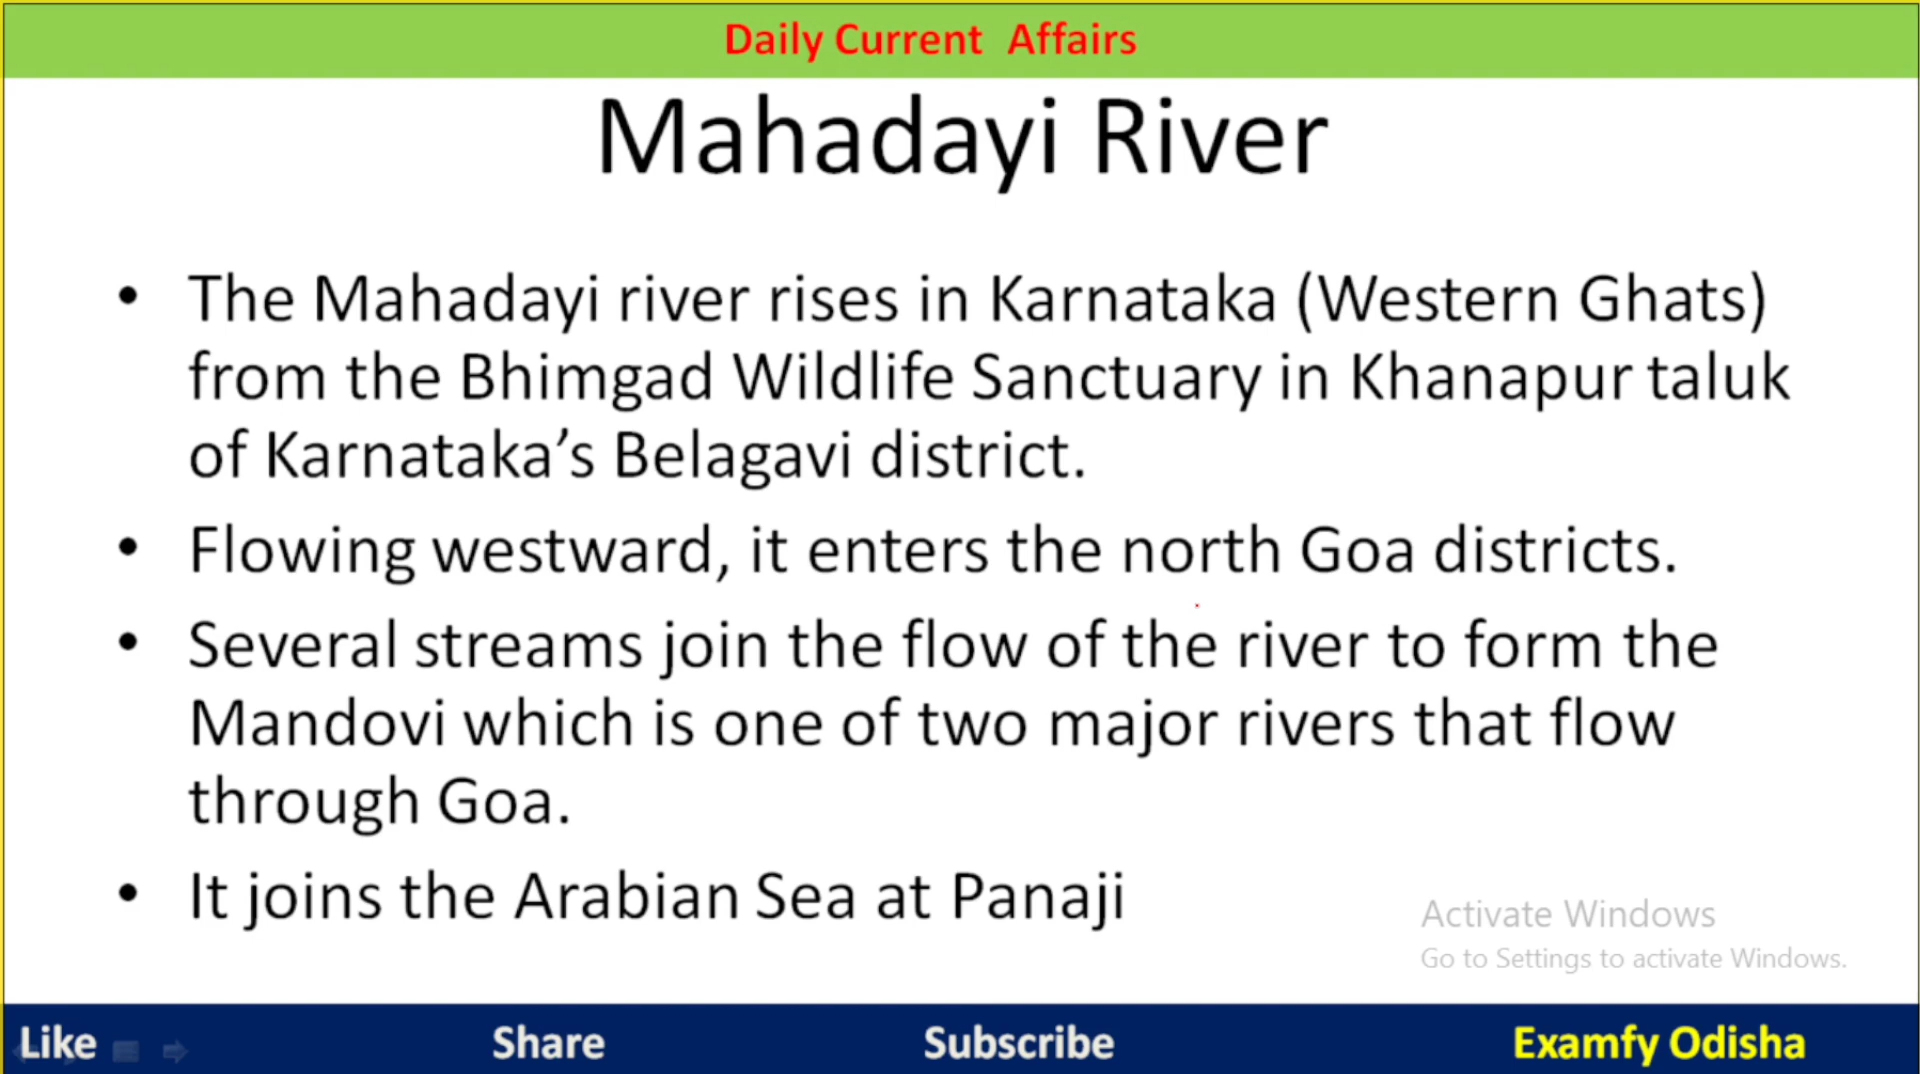 Daily Current Affairs
Mahadayi River
• The Mahadayi river rises in Karnataka (Western Ghats)
from the Bhimgad Wildlife Sanctuary in Khanapur taluk
of Karnataka’s Belagavi district.
• Flowing westward, it enters the north Goa districts.
• Several streams join the flow of the river to form the
Mandovi which is one of two major rivers that flow
through Goa.
• It joins the Arabian Sea at Panaji
Activate Windows
Go to Settings to activate Windows.
Like Share Subscribe Examfy Odisha